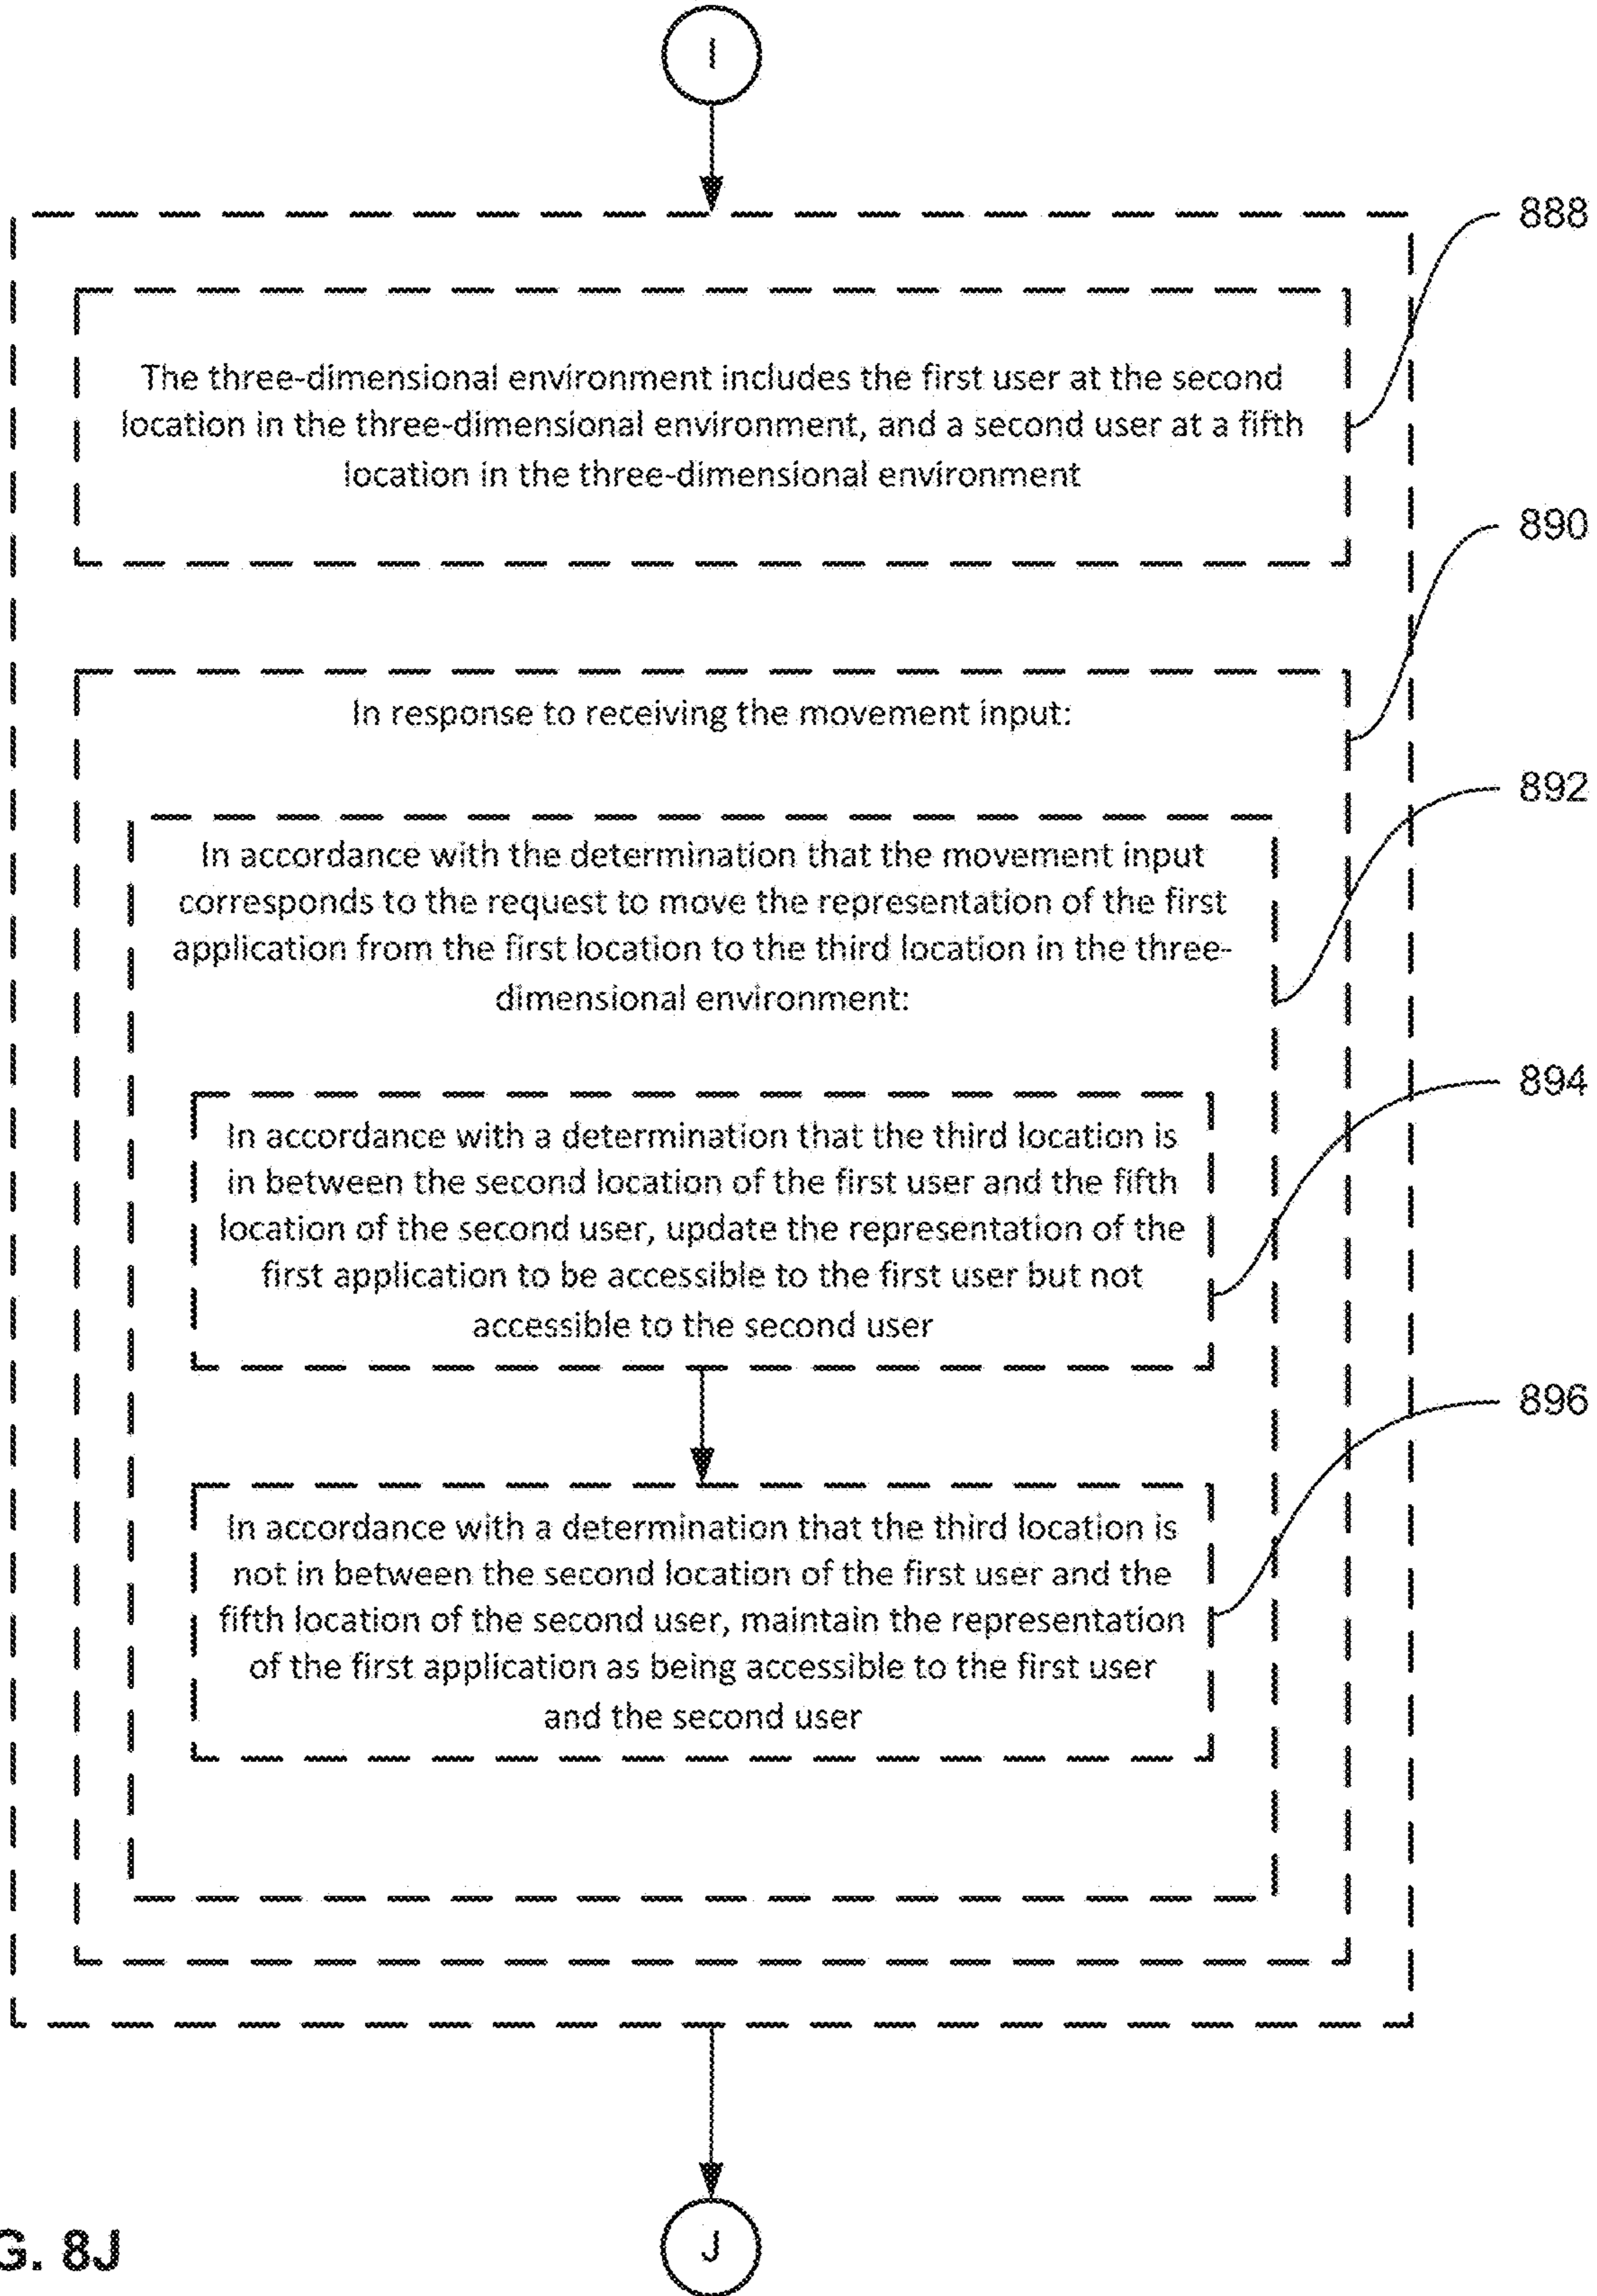 I
888
The three-dimensional environment includes the first user at the second
location in the three-dimensional environment, and a second user at a fifth
location in the three-dimensional environment
890
In response to receiving the movement input:
892
In accordance with the determination that the movement input
corresponds to the request to move the representation of the first
application from the first location to the third location in the three-
dimensional environment:
894
In accordance with a determination that the third location is
in between the second location of the first user and the fifth
location of the second user, update the representation of the
first application to be accessible to the first user but not
accessible to the second user
896
In accordance with a determination that the third location is
not in between the second location of the first user and the
fifth location of the second user, maintain the representation
of the first application as being accessible to the first user
and the second user
J
G. 8J